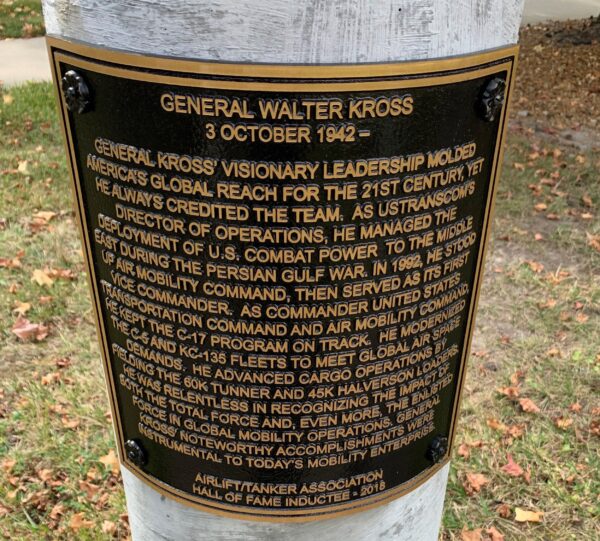 GENERAL WALTER KROSS
3 OCTOBER 1942 –
GENERAL KROSS' VISIONARY LEADERSHIP MOLDED
AMERICA'S GLOBAL REACH FOR THE 21ST CENTURY, YET
HE ALWAYS CREDITED THE TEAM. AS USTRANSCOM'S
DIRECTOR OF OPERATIONS, HE MANAGED THE
DEPLOYMENT OF U.S. COMBAT POWER TO THE MIDDLE
EAST DURING THE PERSIAN GULF WAR. IN 1992, HE STOOD
UP AIR MOBILITY COMMAND, THEN SERVED AS ITS FIRST
VICE COMMANDER. AS COMMANDER UNITED STATES
TRANSPORTATION COMMAND AND AIR MOBILITY COMMAND,
HE KEPT THE C-17 PROGRAM ON TRACK. HE MODERNIZED
THE C-5 AND KC-135 FLEETS TO MEET GLOBAL AIR SPACE
DEMANDS. HE ADVANCED CARGO OPERATIONS BY
FIELDING THE 60K TUNNER AND 45K HALVERSON LOADERS.
HE WAS RELENTLESS IN RECOGNIZING THE IMPACT OF
BOTH THE TOTAL FORCE AND, EVEN MORE, THE ENLISTED
FORCE IN GLOBAL MOBILITY OPERATIONS. GENERAL
KROSS' NOTEWORTHY ACCOMPLISHMENTS WERE
INSTRUMENTAL TO TODAY'S MOBILITY ENTERPRISE
AIRLIFT/TANKER ASSOCIATION
HALL OF FAME INDUCTEE - 2018